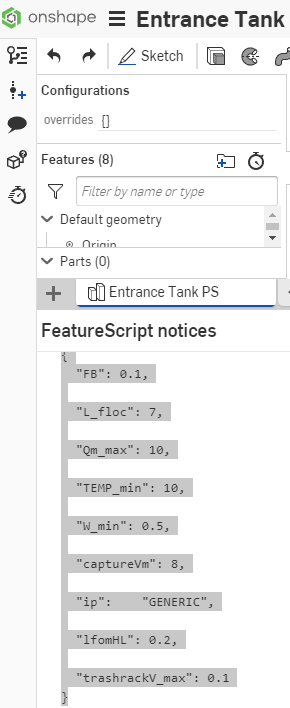 onshape Entrance Tank
Sketch
Configurations
overrides []
Features (8)
Filter by name or type
Default geometry
Origin
Parts (0)
Entrance Tank PS
FeatureScript notices
{
"FB": 0.1,
"L_floc": 7,
"Qm_max": 10,
"TEMP_min": 10,
"W_min": 0.5,
"captureVm": 8,
"ip": "GENERIC",
"lfomHL": 0.2,
"trashrackV_max": 0.1
}